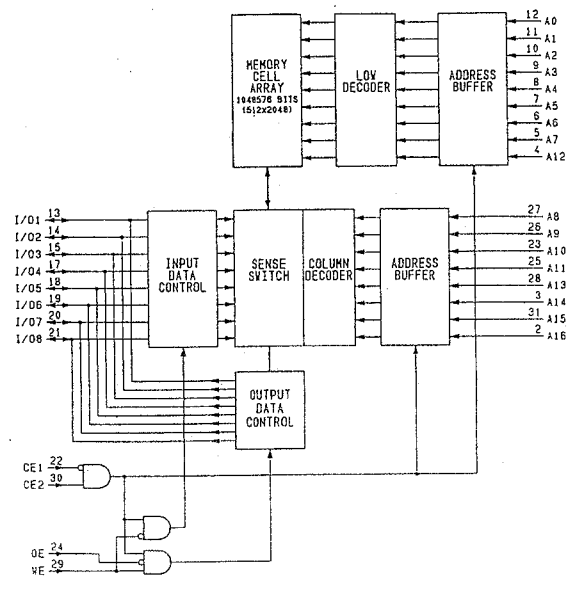 12 A0
11 A1
10 A2
9 A3
8 A4
7 A5
6 A6
5 A7
4 A12
MEMORY
CELL
ARRAY
1048576 BITS
(512x2048)
LOW
DECODER
ADDRESS
BUFFER
I/O1 13
I/O2 14
I/O3 15
I/O4 17
I/O5 18
I/O6 19
I/O7 20
I/O8 21
INPUT
DATA
CONTROL
SENSE
SWITCH
COLUMN
DECODER
ADDRESS
BUFFER
27 A8
26 A9
23 A10
25 A11
28 A13
3 A14
31 A15
2 A16
OUTPUT
DATA
CONTROL
CE1 22
CE2 30
OE 24
WE 29